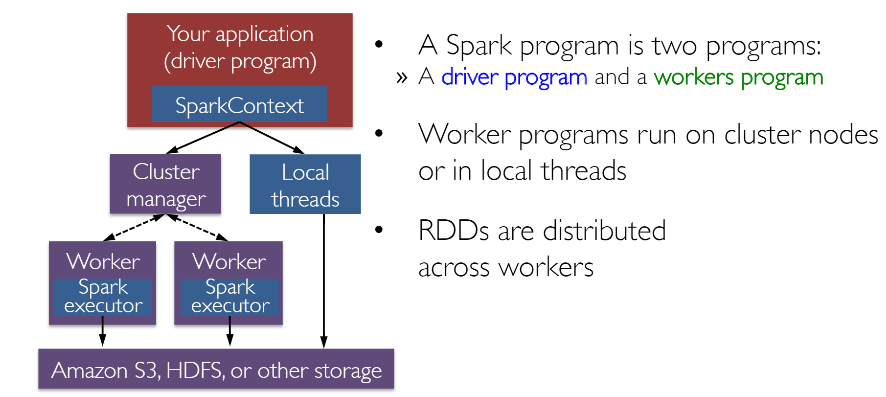 Your application
(driver program)
SparkContext
Cluster
manager
Local
threads
Worker
Spark
executor
Worker
Spark
executor
Amazon S3, HDFS, or other storage
• A Spark program is two programs:
» A driver program and a workers program
• Worker programs run on cluster nodes
or in local threads
• RDDs are distributed
across workers